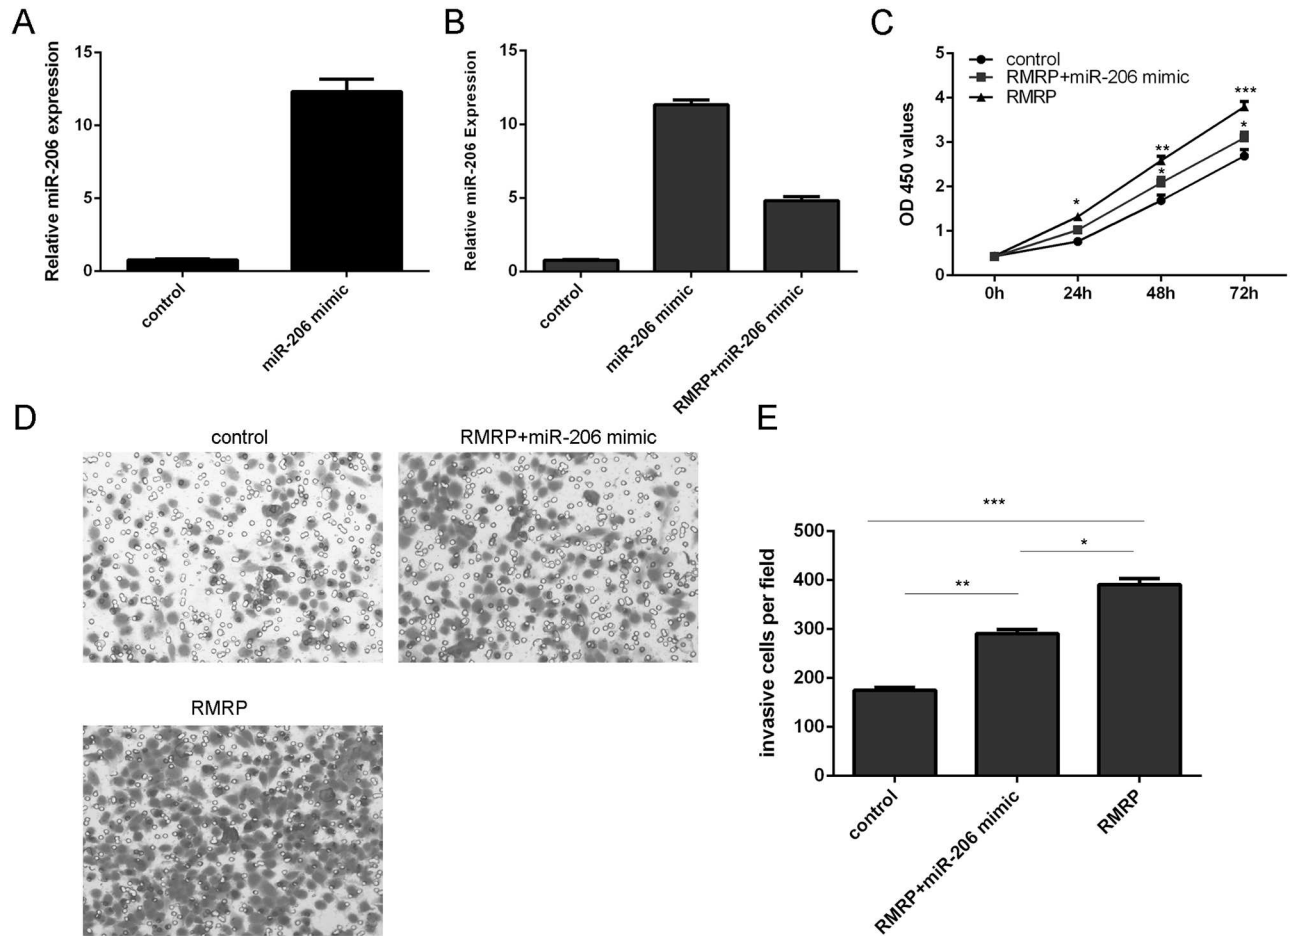 A
Relative miR-206 expression
15
10
5
0
control
miR-206 mimic
B
Relative miR-206 Expression
15
10
5
0
control
miR-206 mimic
RMRP+miR-206 mimic
C
OD 450 values
5
4
3
2
1
0
control
RMRP+miR-206 mimic
RMRP
*
**
*
***
*
0h
24h
48h
72h
D
control
RMRP+miR-206 mimic
RMRP
E
invasive cells per field
500
400
300
200
100
0
***
*
**
control
RMRP+miR-206 mimic
RMRP